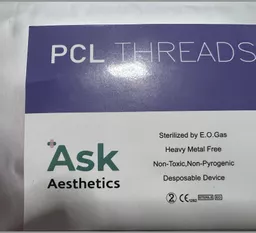 PCL THREADS
Ask
Aesthetics
Sterilized by E.O.Gas
Heavy Metal Free
Non-Toxic,Non-Pyrogenic
Desposable Device